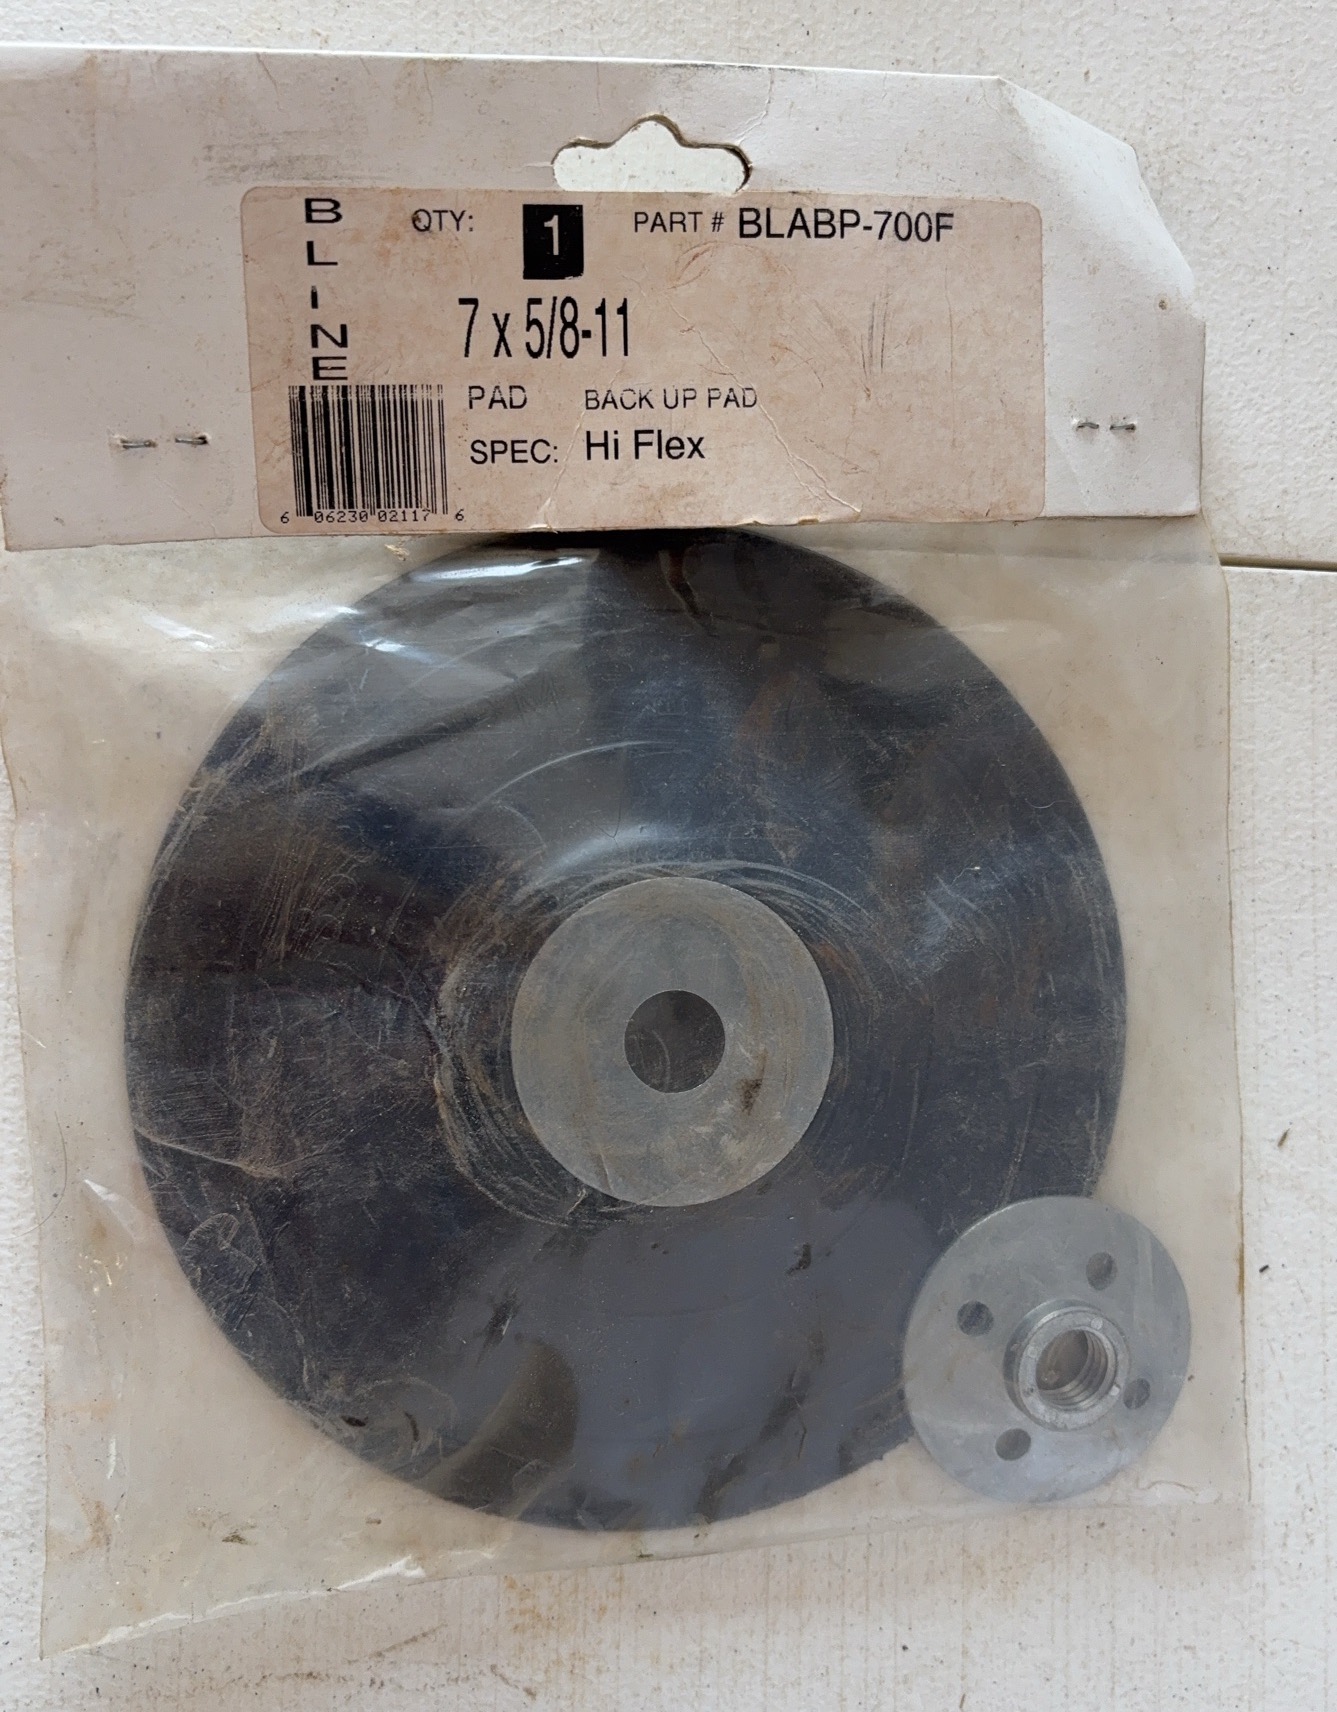 BLINE
QTY: 1 PART # BLABP-700F
7 x 5/8-11
PAD BACK UP PAD
SPEC: Hi Flex
6 06230 02117 6